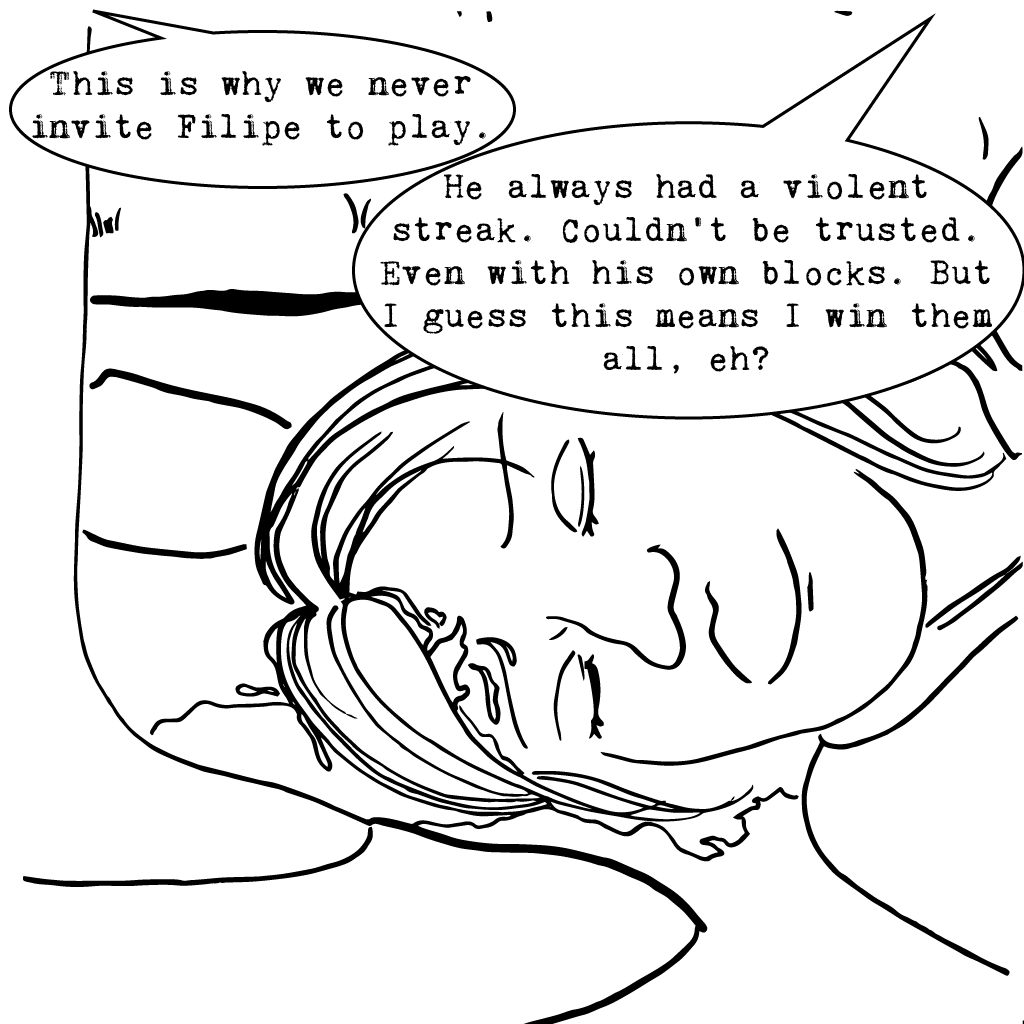 This is why we never
invite Filipe to play.
He always had a violent
streak. Couldn't be trusted.
Even with his own blocks. But
I guess this means I win them
all, eh?